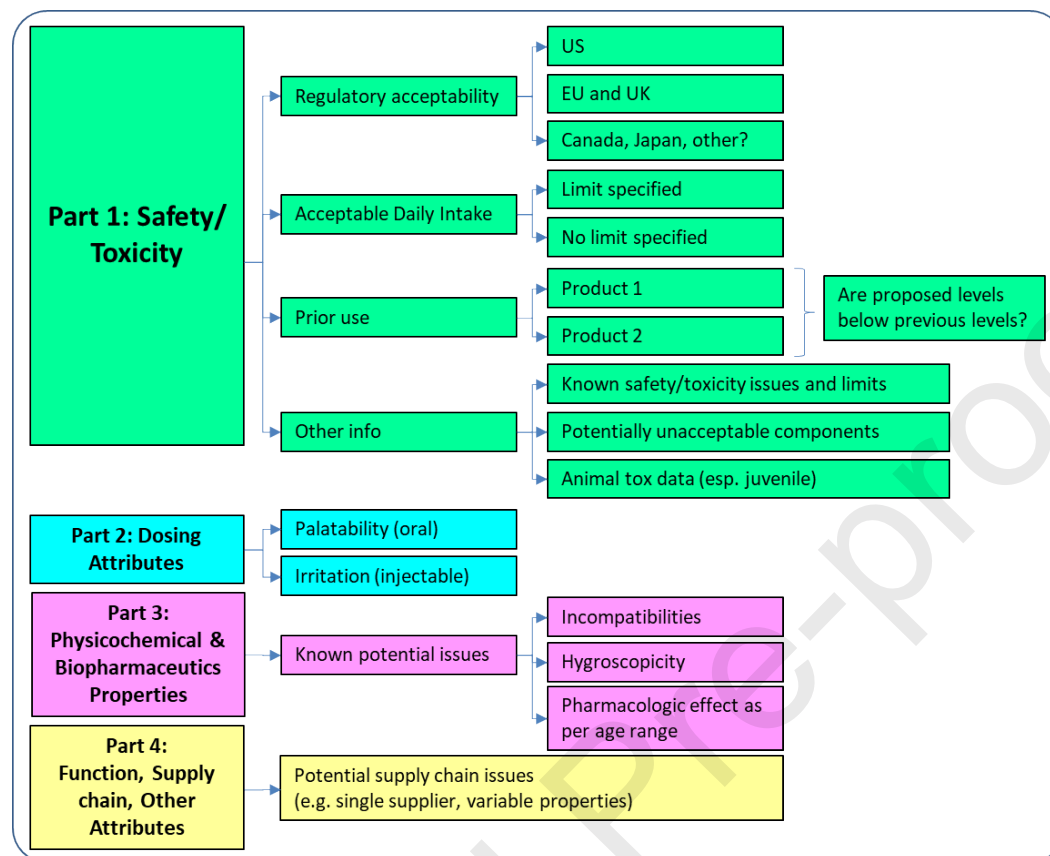 Part 1: Safety/
Toxicity
Regulatory acceptability
US
EU and UK
Canada, Japan, other?
Acceptable Daily Intake
Limit specified
No limit specified
Prior use
Product 1
Product 2
Are proposed levels
below previous levels?
Other info
Known safety/toxicity issues and limits
Potentially unacceptable components
Animal tox data (esp. juvenile)
Part 2: Dosing
Attributes
Palatability (oral)
Irritation (injectable)
Part 3:
Physicochemical &
Biopharmaceutics
Properties
Known potential issues
Incompatibilities
Hygroscopicity
Pharmacologic effect as
per age range
Part 4:
Function, Supply
chain, Other
Attributes
Potential supply chain issues
(e.g. single supplier, variable properties)